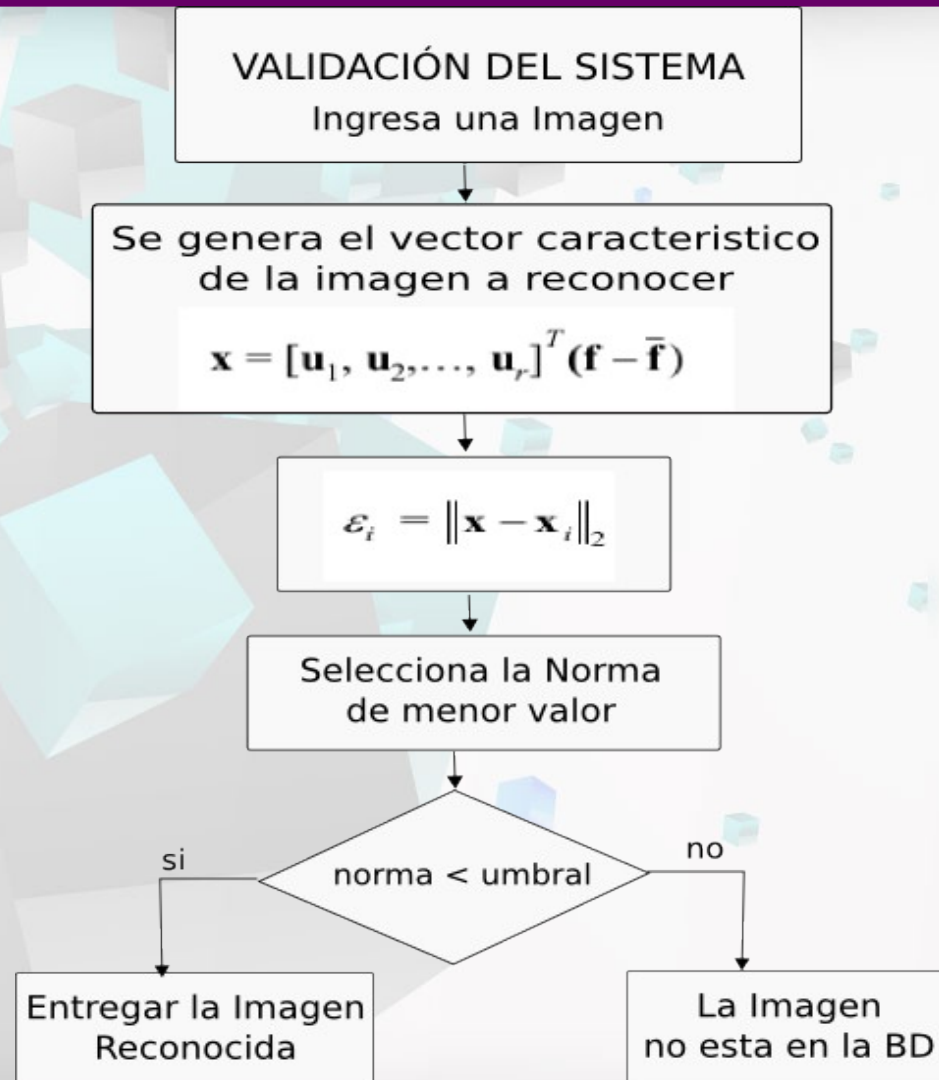 VALIDACIÓN DEL SISTEMA
Ingresa una Imagen
Se genera el vector caracteristico
de la imagen a reconocer
x = [u₁, u₂,..., uᵣ]ᵀ(f − f̄)
εᵢ = ‖x − xᵢ‖₂
Selecciona la Norma
de menor valor
norma < umbral
si
no
Entregar la Imagen
Reconocida
La Imagen
no esta en la BD